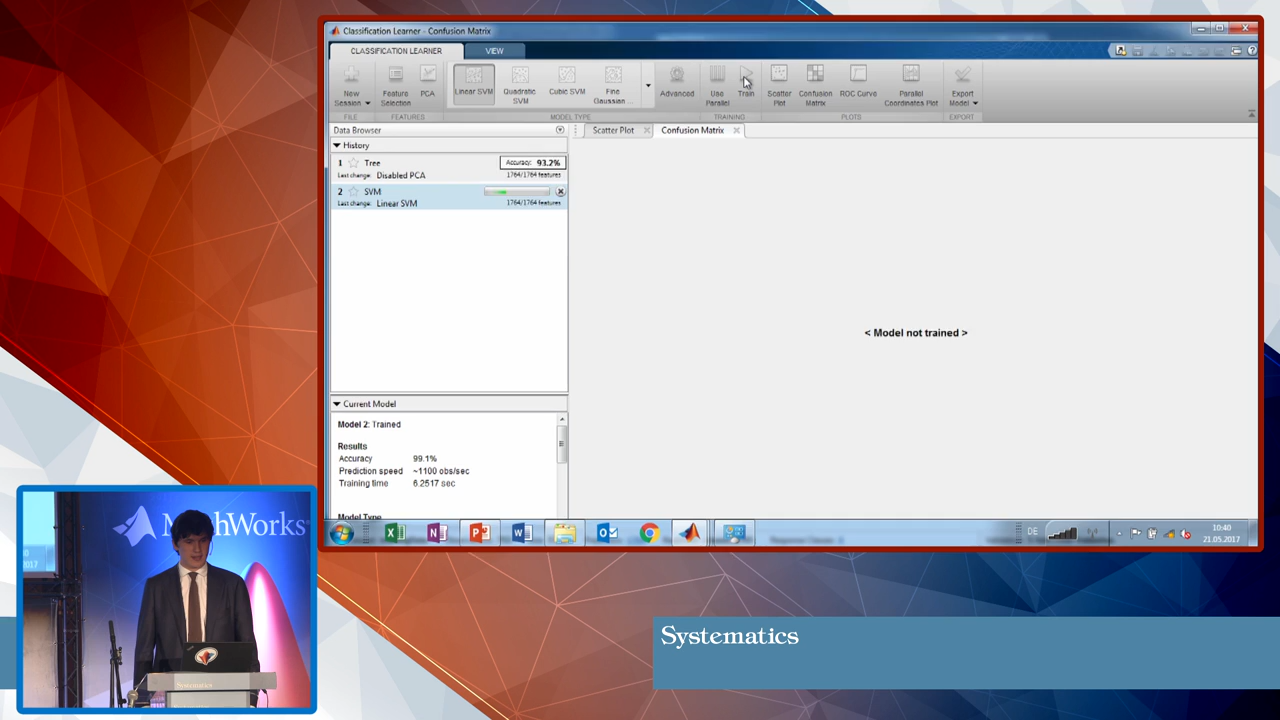 Classification Learner - Confusion Matrix
CLASSIFICATION LEARNER
VIEW
New Session
Feature Selection
PCA
Linear SVM
Quadratic SVM
Cubic SVM
Fine Gaussian ...
Advanced
Use Parallel
Train
Scatter Plot
Confusion Matrix
ROC Curve
Parallel Coordinates Plot
Export Model
FILE
FEATURES
MODEL TYPE
TRAINING
PLOTS
EXPORT
Data Browser
Scatter Plot
Confusion Matrix
History
1 Tree
Accuracy: 93.2%
Last change: Disabled PCA
1764/1764 features
2 SVM
Last change: Linear SVM
1764/1764 features
< Model not trained >
Current Model
Model 2: Trained
Results
Accuracy 99.1%
Prediction speed ~1100 obs/sec
Training time 6.2517 sec
Model Type
DE
10:40
21.05.2017
MathWorks
Systematics